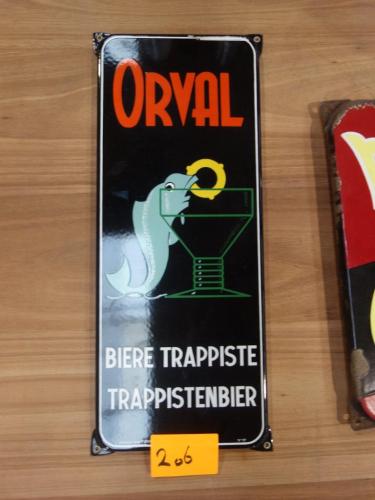 ORVAL
BIERE TRAPPISTE
TRAPPISTENBIER
206